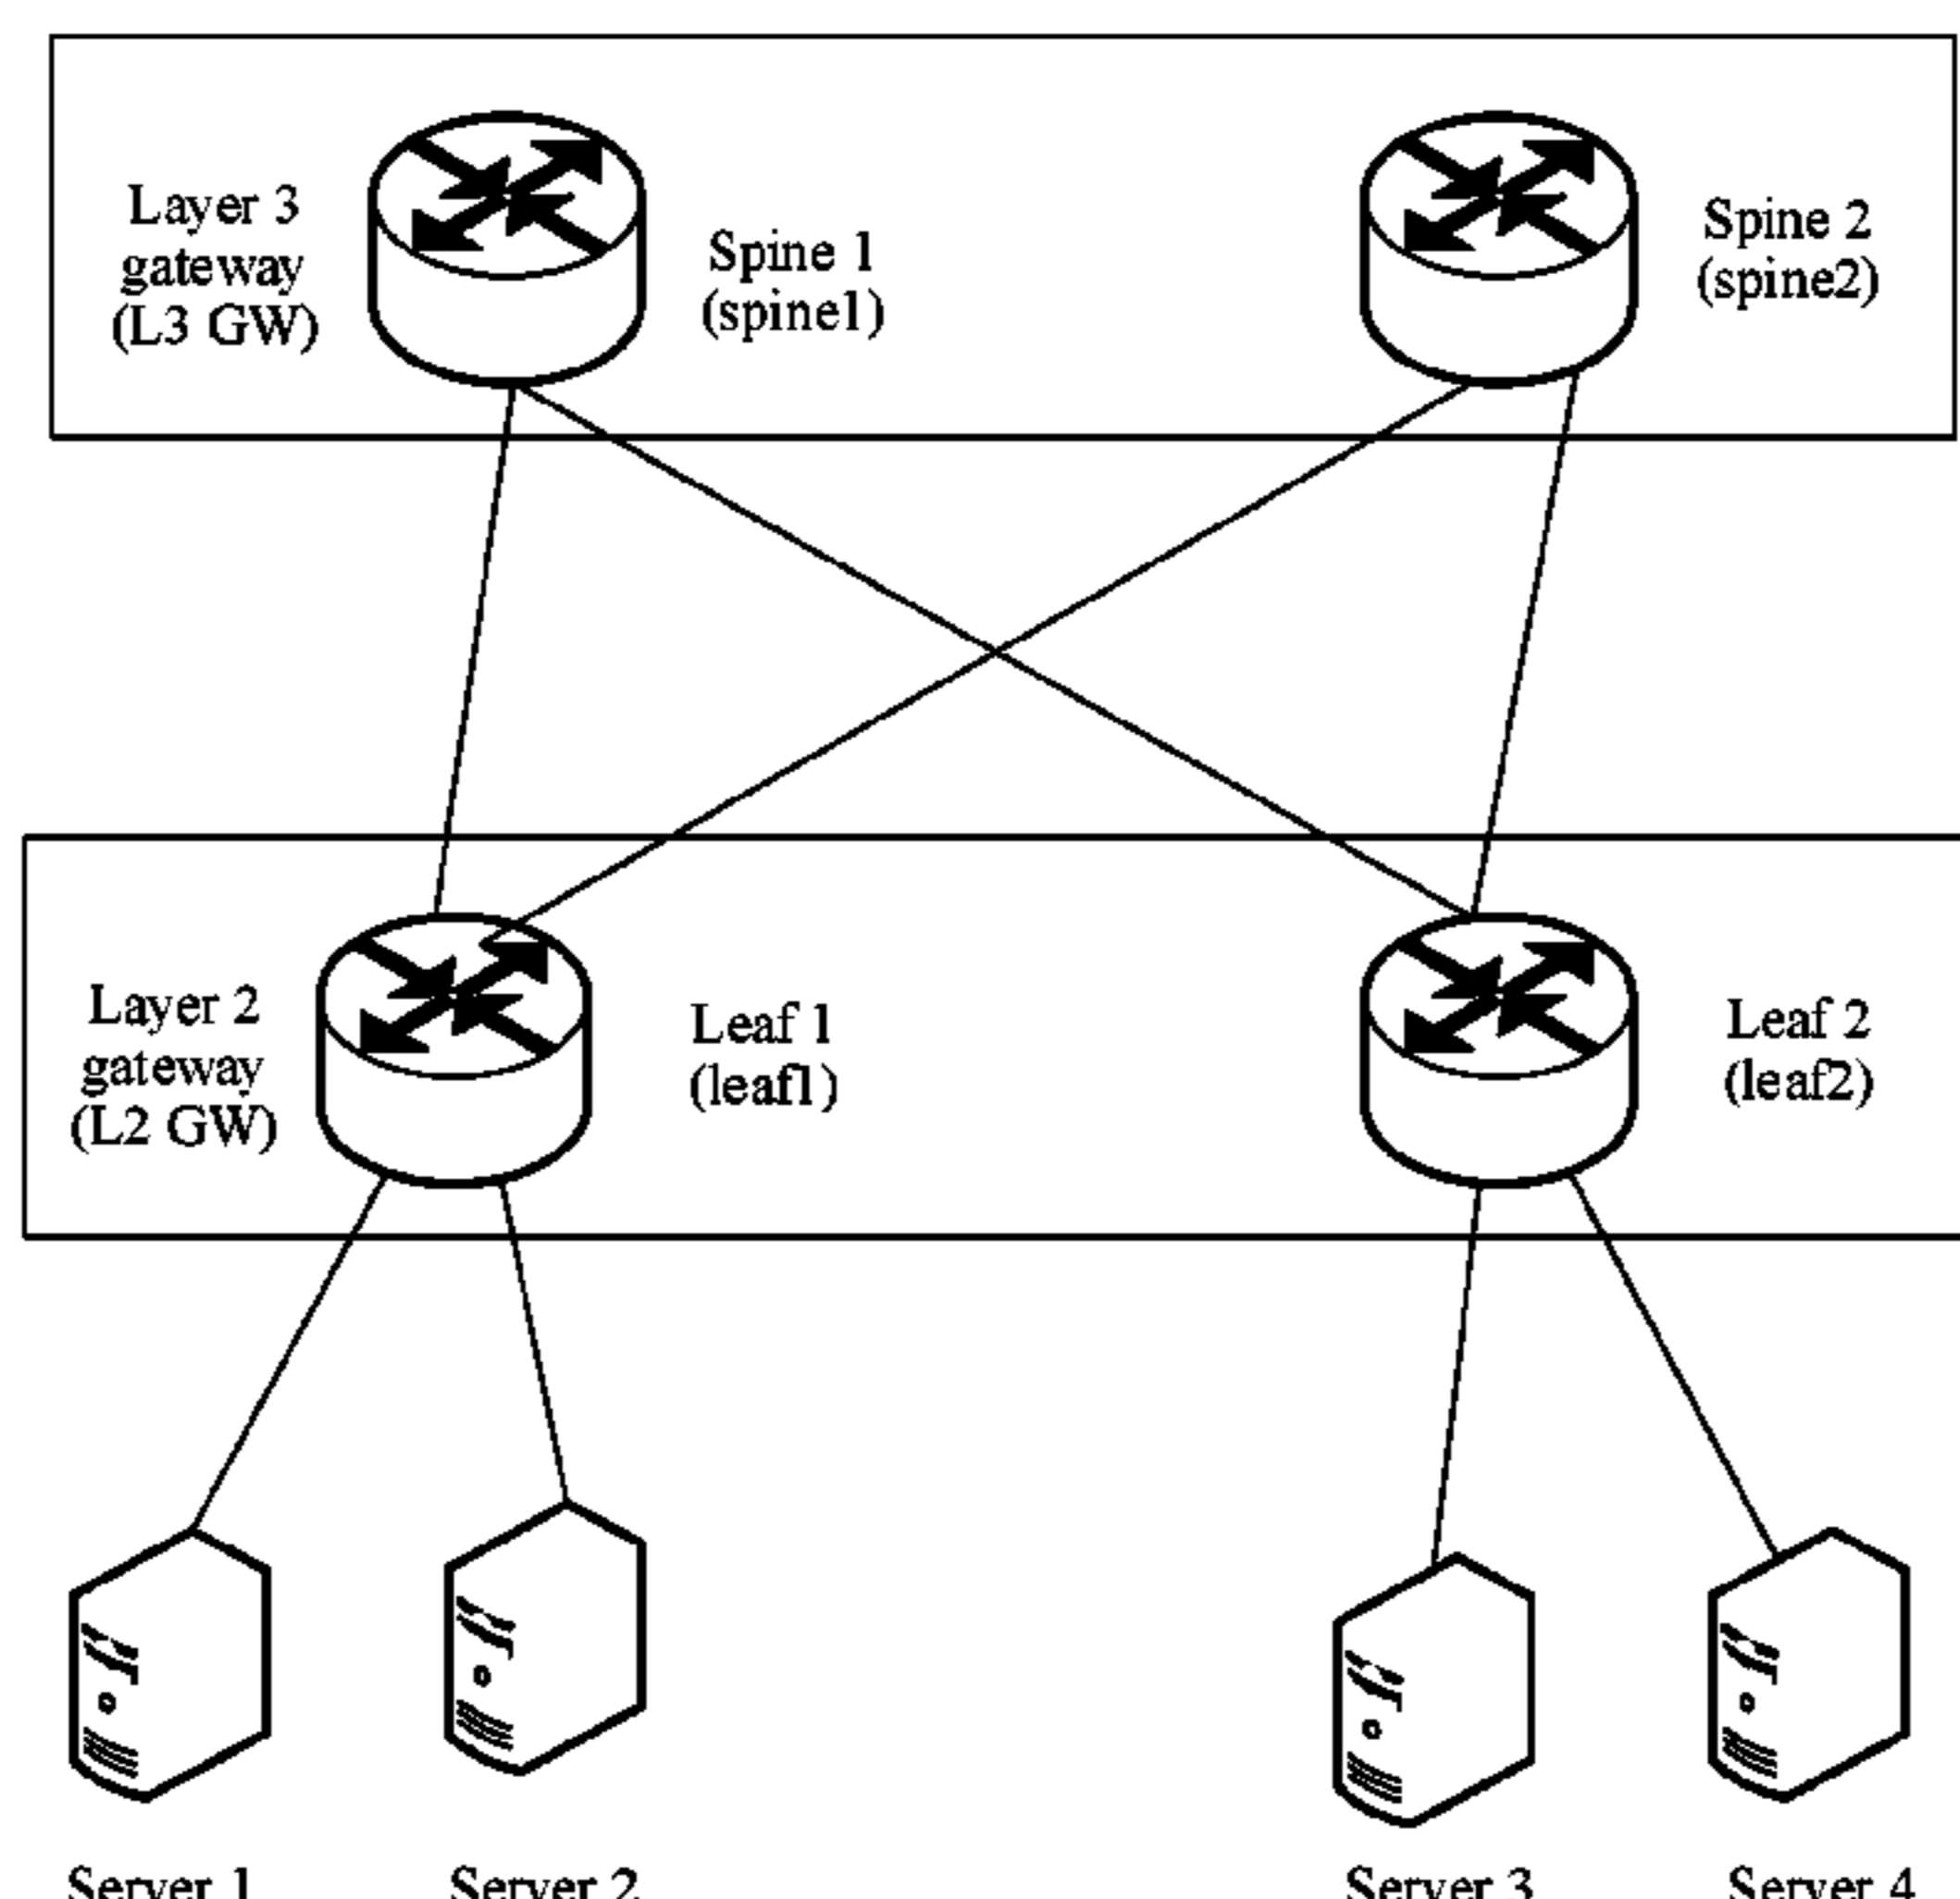 Layer 3
gateway
(L3 GW)
Spine 1
(spine1)
Spine 2
(spine2)
Layer 2
gateway
(L2 GW)
Leaf 1
(leaf1)
Leaf 2
(leaf2)
Server 1
Server 2
Server 3
Server 4